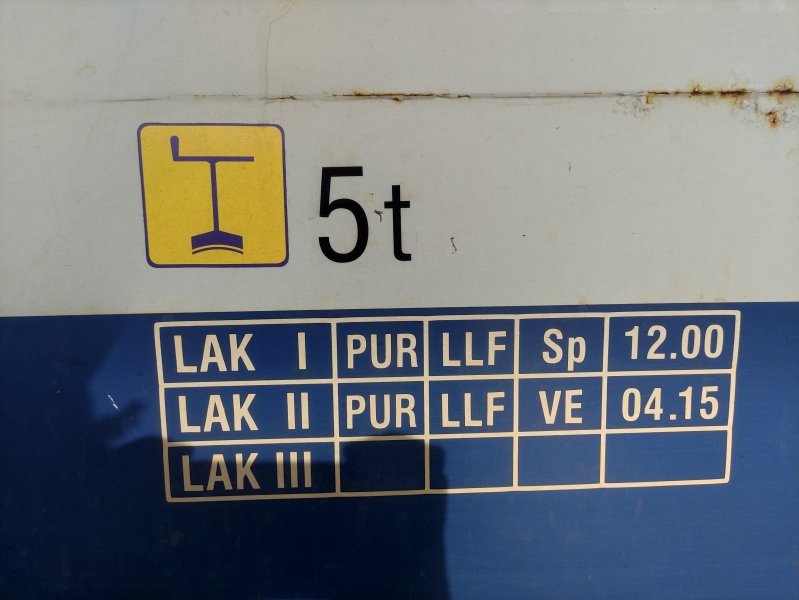 5t
LAK I PUR LLF Sp 12.00
LAK II PUR LLF VE 04.15
LAK III